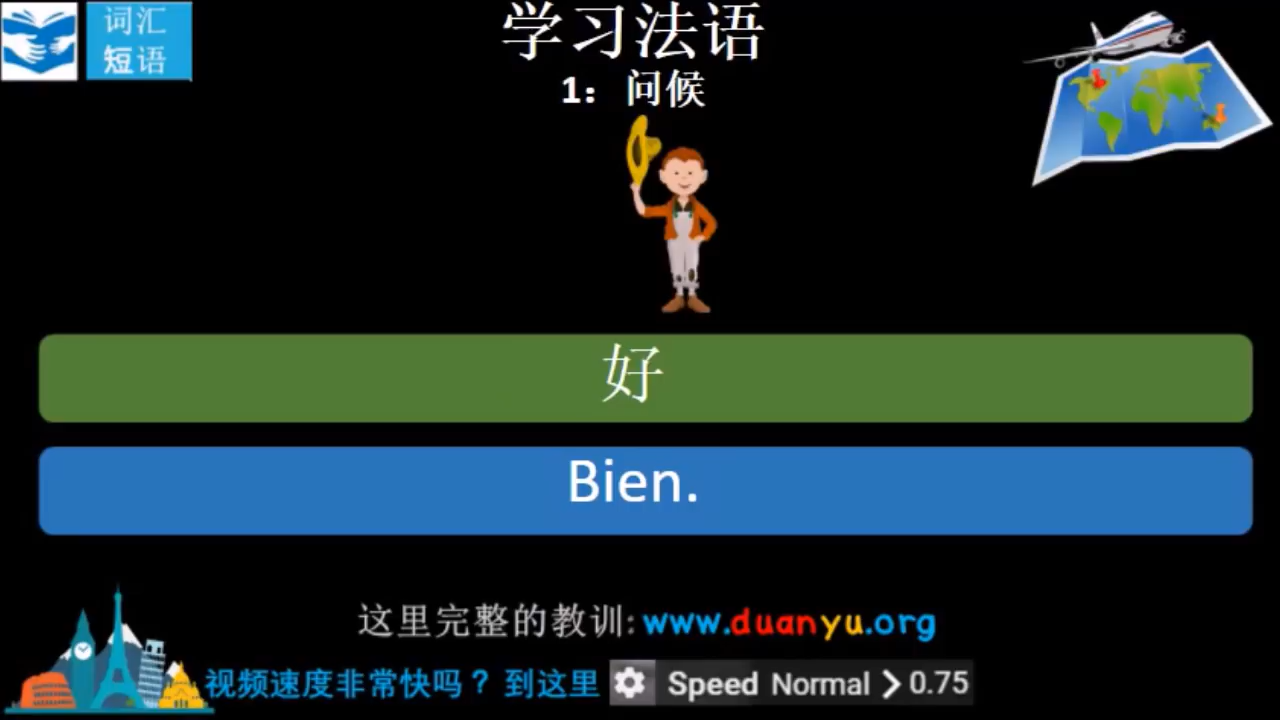 词汇
短语
学习法语
1：问候
好
Bien.
这里完整的教训: www.duanyu.org
视频速度非常快吗？到这里 Speed Normal > 0.75